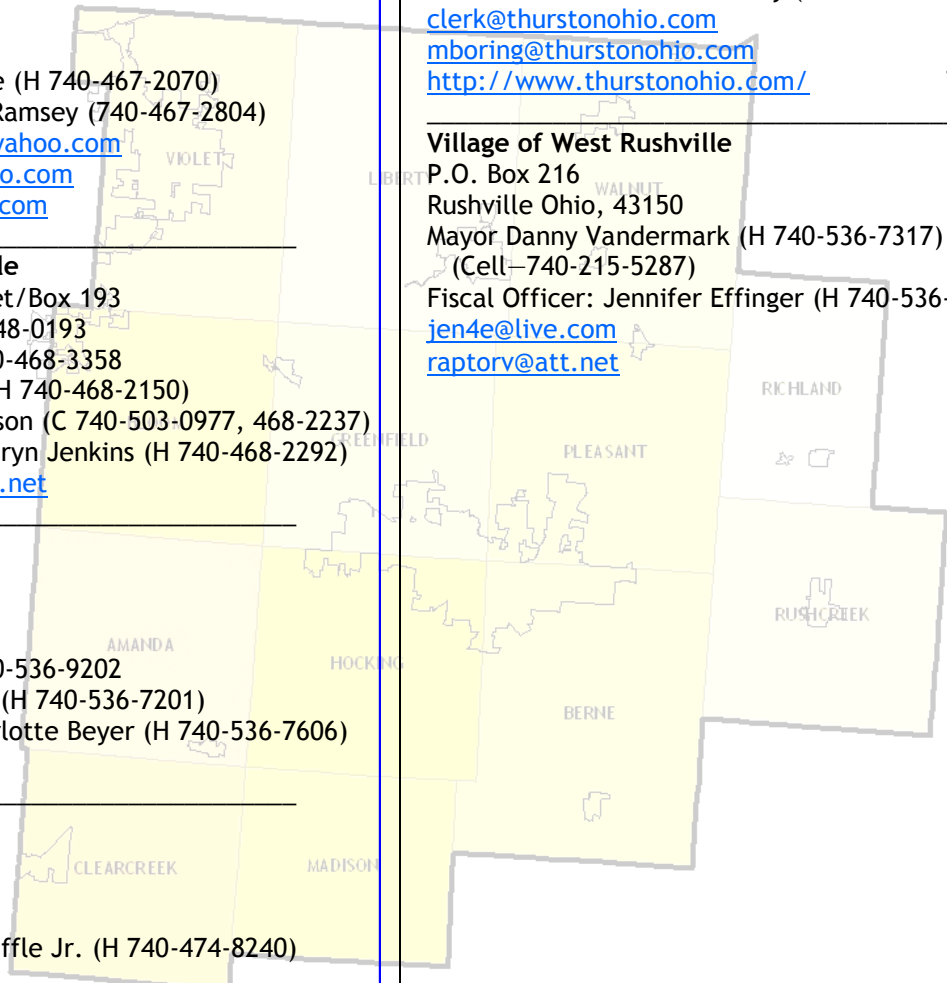 e (H 740-467-2070)
Ramsey (740-467-2804)
yahoo.com
o.com
.com
le
et/Box 193
48-0193
0-468-3358
H 740-468-2150)
son (C 740-503-0977, 468-2237)
ryn Jenkins (H 740-468-2292)
.net
0-536-9202
(H 740-536-7201)
lotte Beyer (H 740-536-7606)
ffle Jr. (H 740-474-8240)
clerk@thurstonohio.com
mboring@thurstonohio.com
http://www.thurstonohio.com/
Village of West Rushville
P.O. Box 216
Rushville Ohio, 43150
Mayor Danny Vandermark (H 740-536-7317)
(Cell—740-215-5287)
Fiscal Officer: Jennifer Effinger (H 740-536-
jen4e@live.com
raptorv@att.net
VIOLET
LIBERTY
WALNUT
RICHLAND
GREENFIELD
PLEASANT
RUSHCREEK
AMANDA
HOCKING
BERNE
CLEARCREEK
MADISON